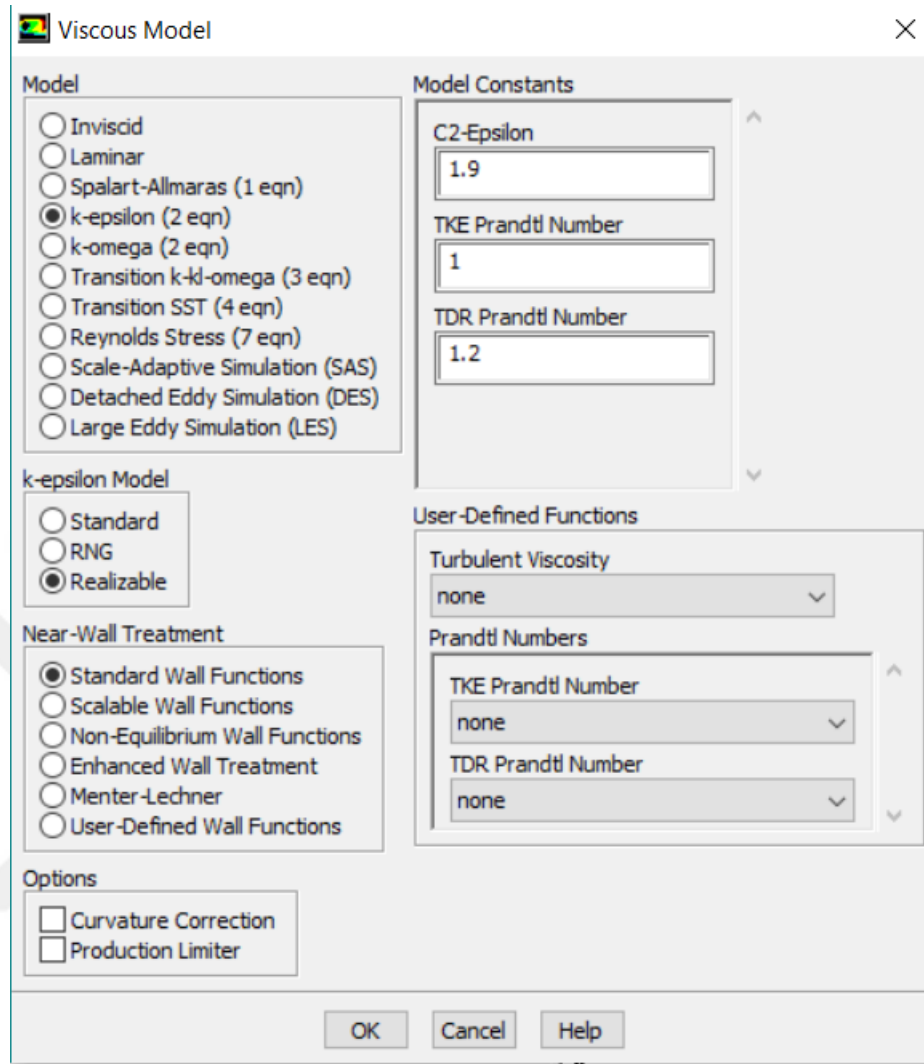 Viscous Model
Model
Inviscid
Laminar
Spalart-Allmaras (1 eqn)
k-epsilon (2 eqn)
k-omega (2 eqn)
Transition k-kl-omega (3 eqn)
Transition SST (4 eqn)
Reynolds Stress (7 eqn)
Scale-Adaptive Simulation (SAS)
Detached Eddy Simulation (DES)
Large Eddy Simulation (LES)
k-epsilon Model
Standard
RNG
Realizable
Near-Wall Treatment
Standard Wall Functions
Scalable Wall Functions
Non-Equilibrium Wall Functions
Enhanced Wall Treatment
Menter-Lechner
User-Defined Wall Functions
Options
Curvature Correction
Production Limiter
Model Constants
C2-Epsilon
1.9
TKE Prandtl Number
1
TDR Prandtl Number
1.2
User-Defined Functions
Turbulent Viscosity
none
Prandtl Numbers
TKE Prandtl Number
none
TDR Prandtl Number
none
OK
Cancel
Help